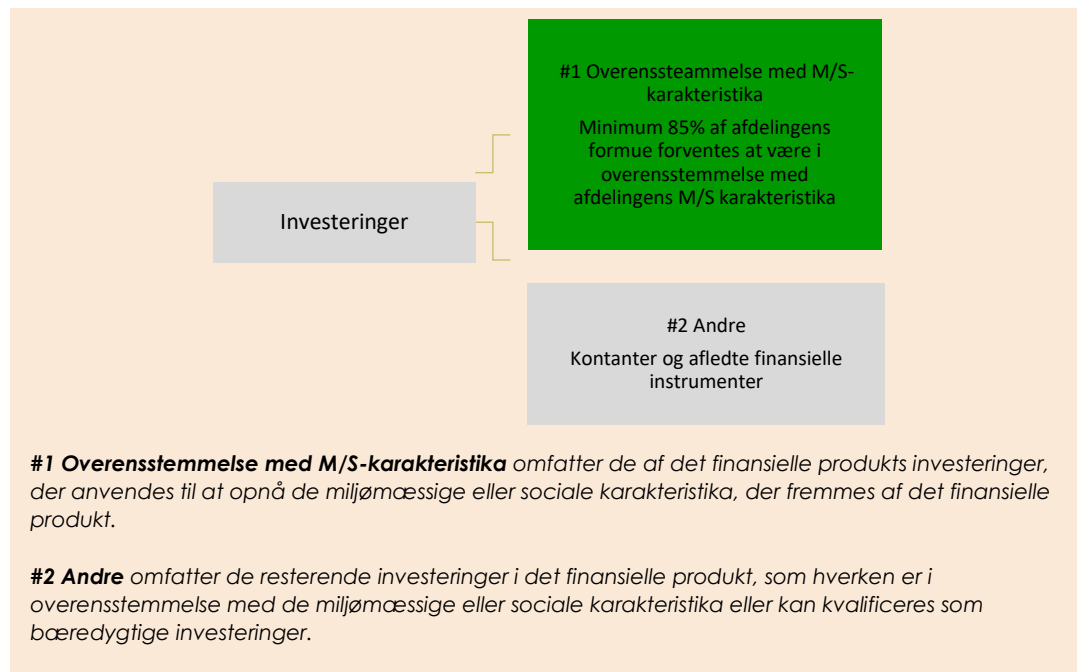 #1 Overenssteammelse med M/S-
karakteristika
Minimum 85% af afdelingens
formue forventes at være i
overensstemmelse med
afdelingens M/S karakteristika
Investeringer
#2 Andre
Kontanter og afledte finansielle
instrumenter
#1 Overensstemmelse med M/S-karakteristika omfatter de af det finansielle produkts investeringer,
der anvendes til at opnå de miljømæssige eller sociale karakteristika, der fremmes af det finansielle
produkt.
#2 Andre omfatter de resterende investeringer i det finansielle produkt, som hverken er i
overensstemmelse med de miljømæssige eller sociale karakteristika eller kan kvalificeres som
bæredygtige investeringer.